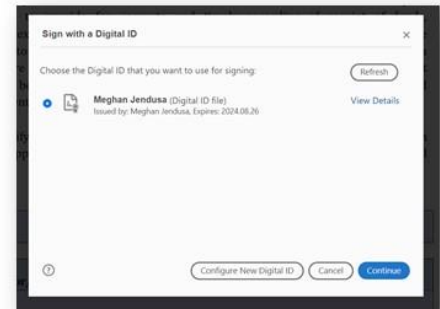 Sign with a Digital ID
Choose the Digital ID that you want to use for signing:
Refresh
Meghan Jendusa (Digital ID file)
View Details
Issued by: Meghan Jendusa, Expires: 2024.08.26
Configure New Digital ID
Cancel
Continue